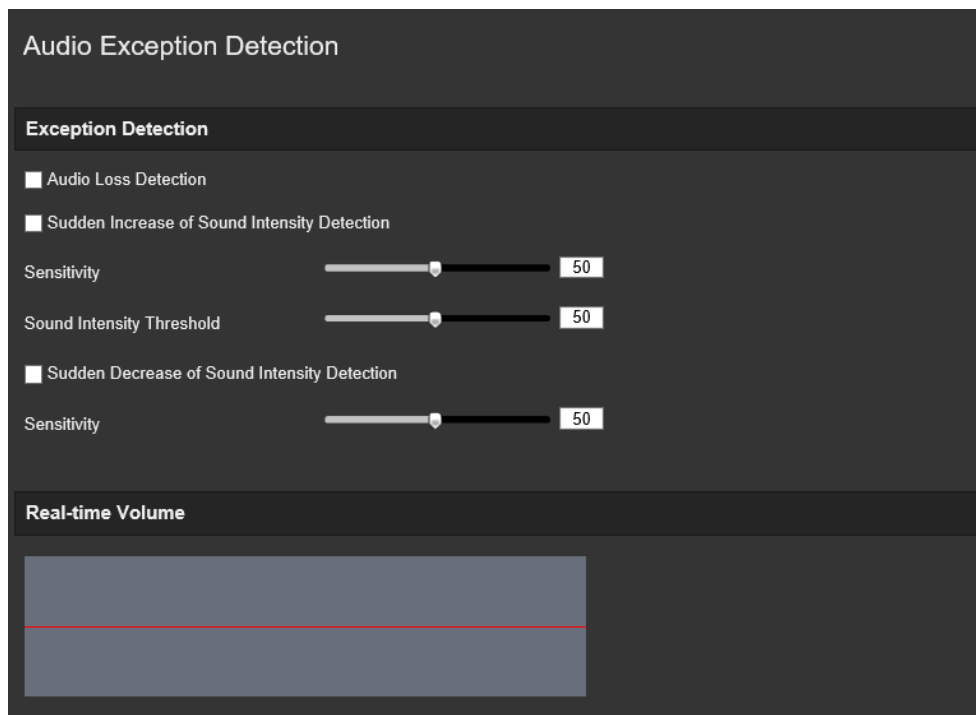 Audio Exception Detection
Exception Detection
Audio Loss Detection
Sudden Increase of Sound Intensity Detection
Sensitivity 50
Sound Intensity Threshold 50
Sudden Decrease of Sound Intensity Detection
Sensitivity 50
Real-time Volume